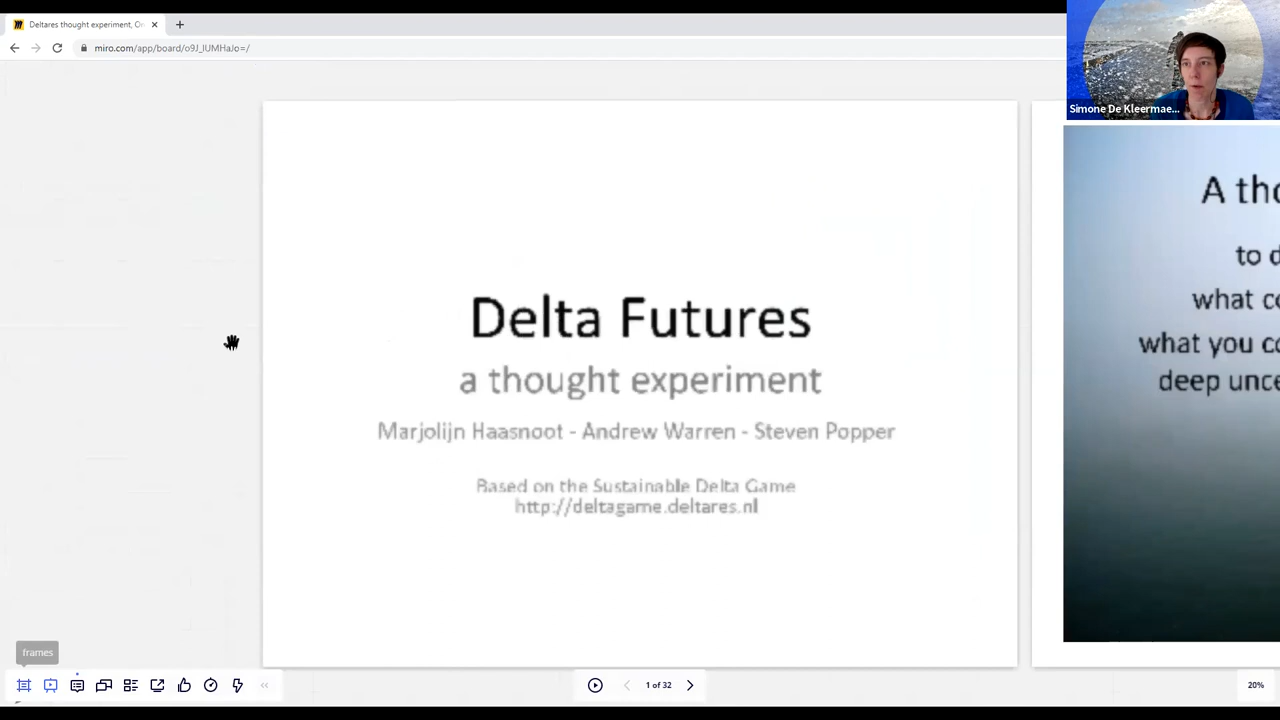 Deltares thought experiment, On
miro.com/app/board/o9J_lUMHaJo=/
Simone De Kleermae...
Delta Futures
a thought experiment
Marjolijn Haasnoot - Andrew Warren - Steven Popper
Based on the Sustainable Delta Game
http://deltagame.deltares.nl
A tho
to d
what co
what you co
deep unce
frames
1 of 32
20%